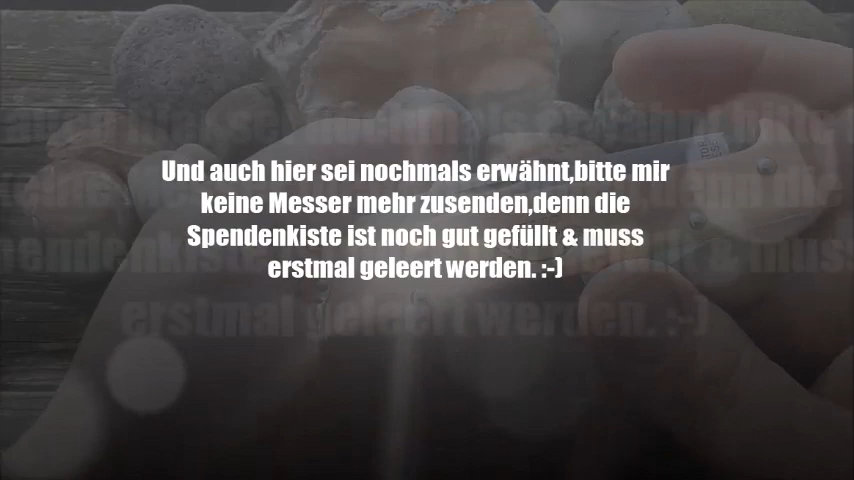 Und auch hier sei nochmals erwähnt,bitte mir
keine Messer mehr zusenden,denn die
Spendenkiste ist noch gut gefüllt & muss
erstmal geleert werden. :-)